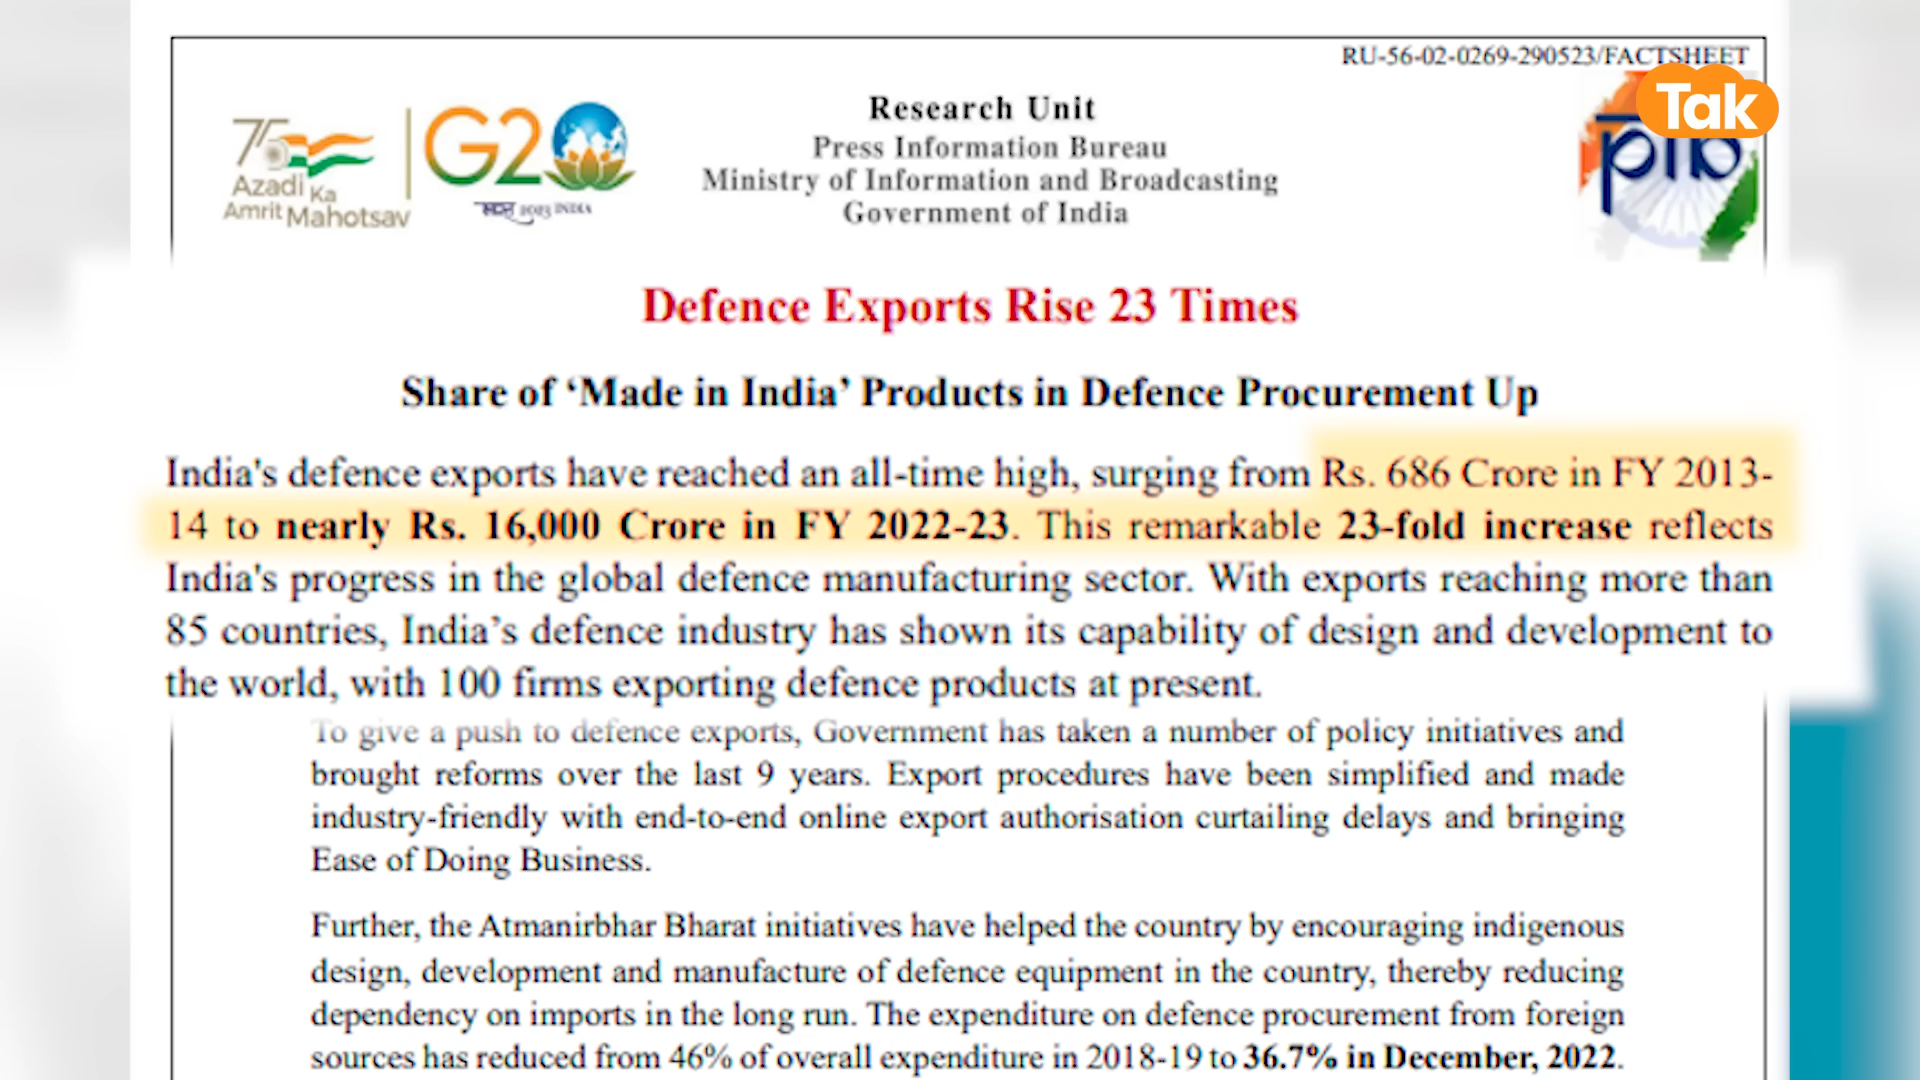 RU-56-02-0269-290523/FACTSHEET
Tak
75
Azadi Ka
Amrit Mahotsav
G20
2023 INDIA
Research Unit
Press Information Bureau
Ministry of Information and Broadcasting
Government of India
pib
Defence Exports Rise 23 Times
Share of ‘Made in India’ Products in Defence Procurement Up
India's defence exports have reached an all-time high, surging from Rs. 686 Crore in FY 2013-
14 to nearly Rs. 16,000 Crore in FY 2022-23. This remarkable 23-fold increase reflects
India's progress in the global defence manufacturing sector. With exports reaching more than
85 countries, India’s defence industry has shown its capability of design and development to
the world, with 100 firms exporting defence products at present.
To give a push to defence exports, Government has taken a number of policy initiatives and
brought reforms over the last 9 years. Export procedures have been simplified and made
industry-friendly with end-to-end online export authorisation curtailing delays and bringing
Ease of Doing Business.
Further, the Atmanirbhar Bharat initiatives have helped the country by encouraging indigenous
design, development and manufacture of defence equipment in the country, thereby reducing
dependency on imports in the long run. The expenditure on defence procurement from foreign
sources has reduced from 46% of overall expenditure in 2018-19 to 36.7% in December, 2022.